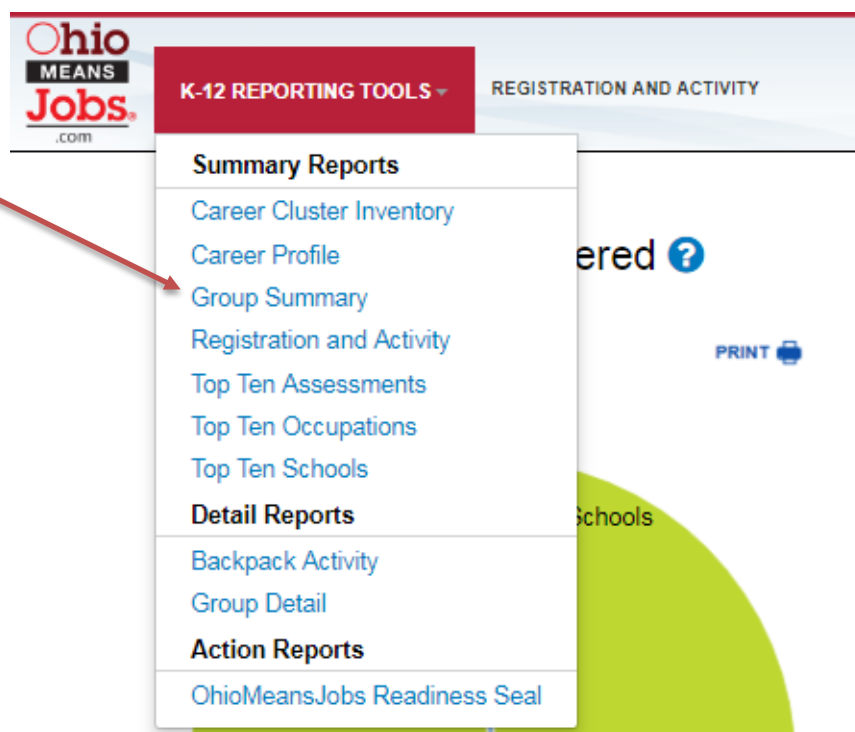 Ohio
MEANS
Jobs®
.com
K-12 REPORTING TOOLS
REGISTRATION AND ACTIVITY
Summary Reports
Career Cluster Inventory
Career Profile
ered ?
Group Summary
Registration and Activity
PRINT
Top Ten Assessments
Top Ten Occupations
Top Ten Schools
Detail Reports
Schools
Backpack Activity
Group Detail
Action Reports
OhioMeansJobs Readiness Seal